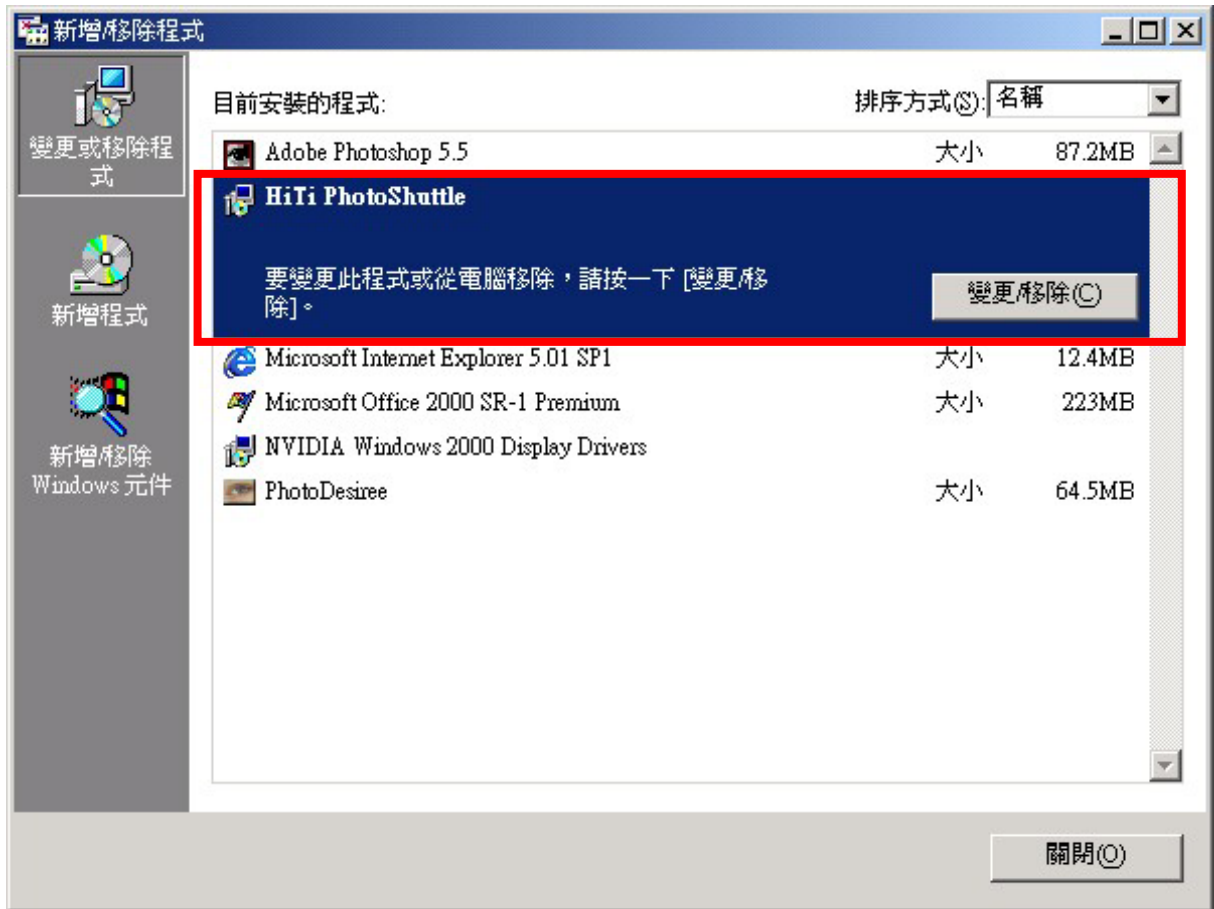 新增/移除程式
變更或移除程
式
新增程式
新增/移除
Windows 元件
目前安裝的程式:
排序方式(S): 名稱
Adobe Photoshop 5.5 大小 87.2MB
HiTi PhotoShuttle
要變更此程式或從電腦移除，請按一下 [變更/移
除]。
變更/移除(C)
Microsoft Internet Explorer 5.01 SP1 大小 12.4MB
Microsoft Office 2000 SR-1 Premium 大小 223MB
NVIDIA Windows 2000 Display Drivers
PhotoDesiree 大小 64.5MB
關閉(O)